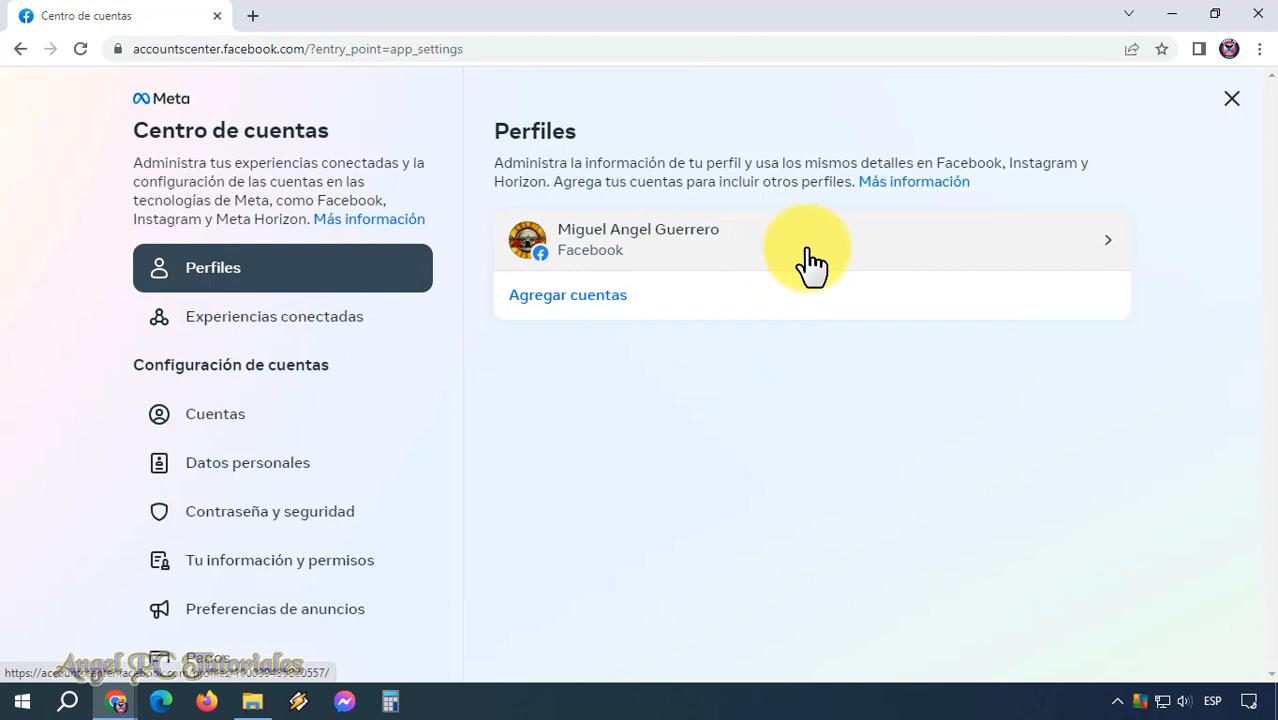 Centro de cuentas
accountscenter.facebook.com/?entry_point=app_settings
Meta
Centro de cuentas
Administra tus experiencias conectadas y la
configuración de las cuentas en las
tecnologías de Meta, como Facebook,
Instagram y Meta Horizon. Más información
Perfiles
Experiencias conectadas
Configuración de cuentas
Cuentas
Datos personales
Contraseña y seguridad
Tu información y permisos
Preferencias de anuncios
Pagos
Perfiles
Administra la información de tu perfil y usa los mismos detalles en Facebook, Instagram y
Horizon. Agrega tus cuentas para incluir otros perfiles. Más información
Miguel Angel Guerrero
Facebook
Agregar cuentas
Angel PC Tutoriales
ESP